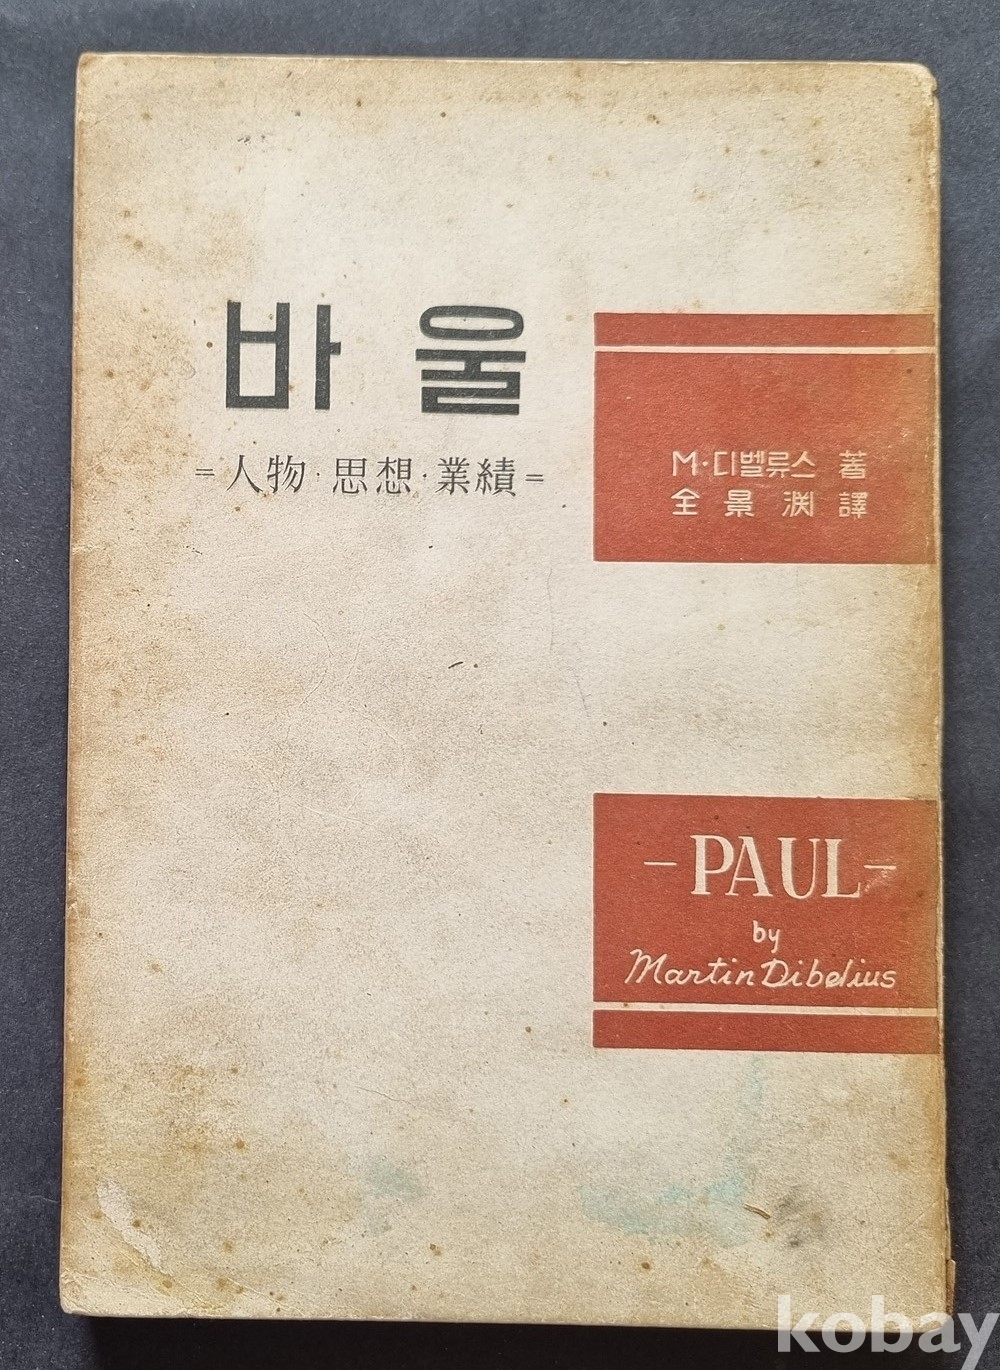 바울
=人物·思想·業績=
M·디벨류스 著
全景渕 譯
-PAUL-
by
Martin Dibelius
kobay